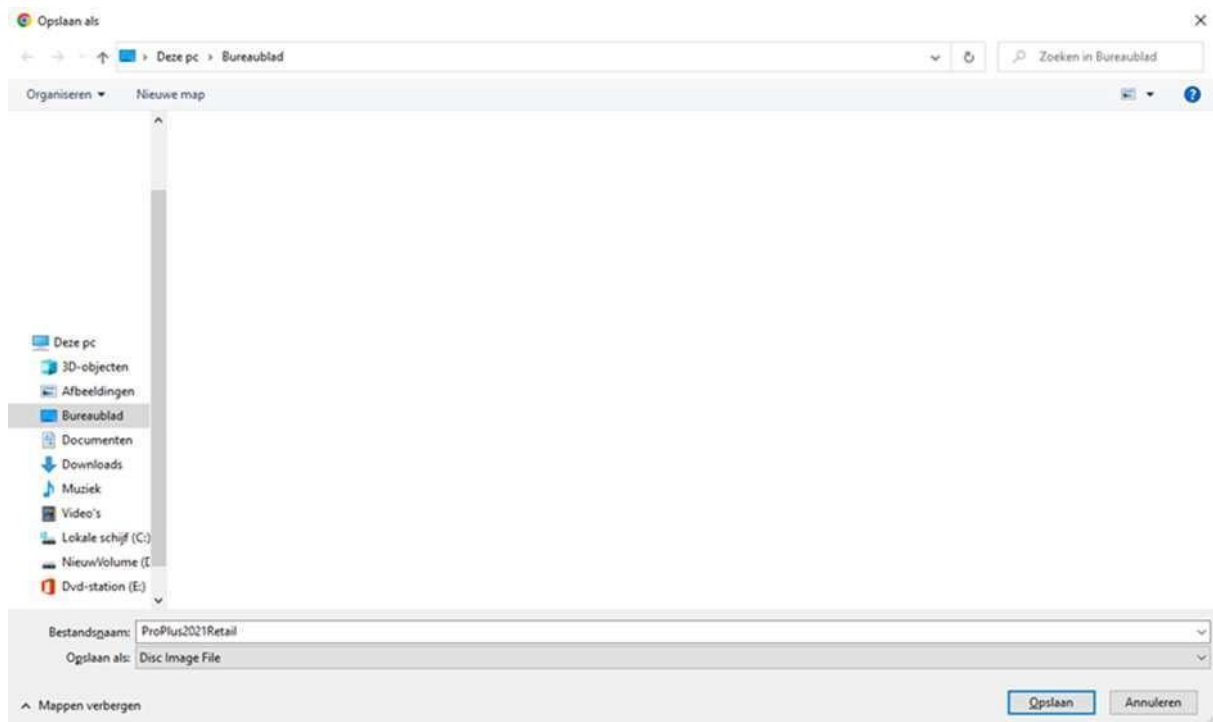 Opslaan als
Deze pc › Bureaublad
Zoeken in Bureaublad
Organiseren
Nieuwe map
Deze pc
3D-objecten
Afbeeldingen
Bureaublad
Documenten
Downloads
Muziek
Video's
Lokale schijf (C:)
NieuwVolume (D
Dvd-station (E:)
Bestandsnaam: ProPlus2021Retail
Opslaan als: Disc Image File
Mappen verbergen
Opslaan
Annuleren